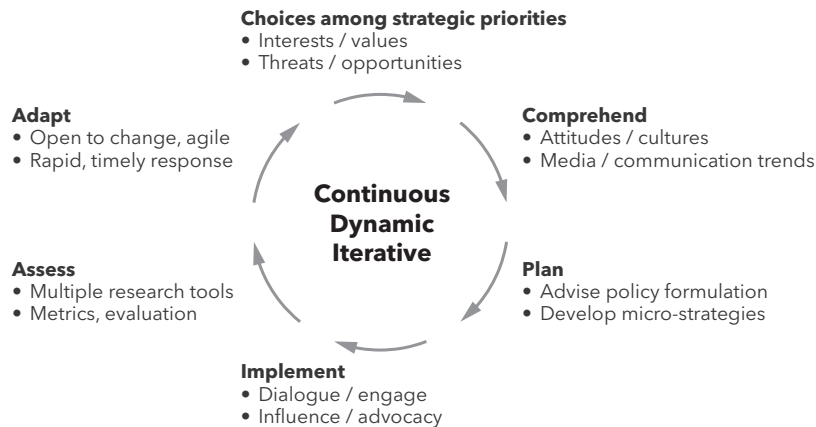 Choices among strategic priorities
• Interests / values
• Threats / opportunities
Comprehend
• Attitudes / cultures
• Media / communication trends
Plan
• Advise policy formulation
• Develop micro-strategies
Implement
• Dialogue / engage
• Influence / advocacy
Assess
• Multiple research tools
• Metrics, evaluation
Adapt
• Open to change, agile
• Rapid, timely response
Continuous
Dynamic
Iterative